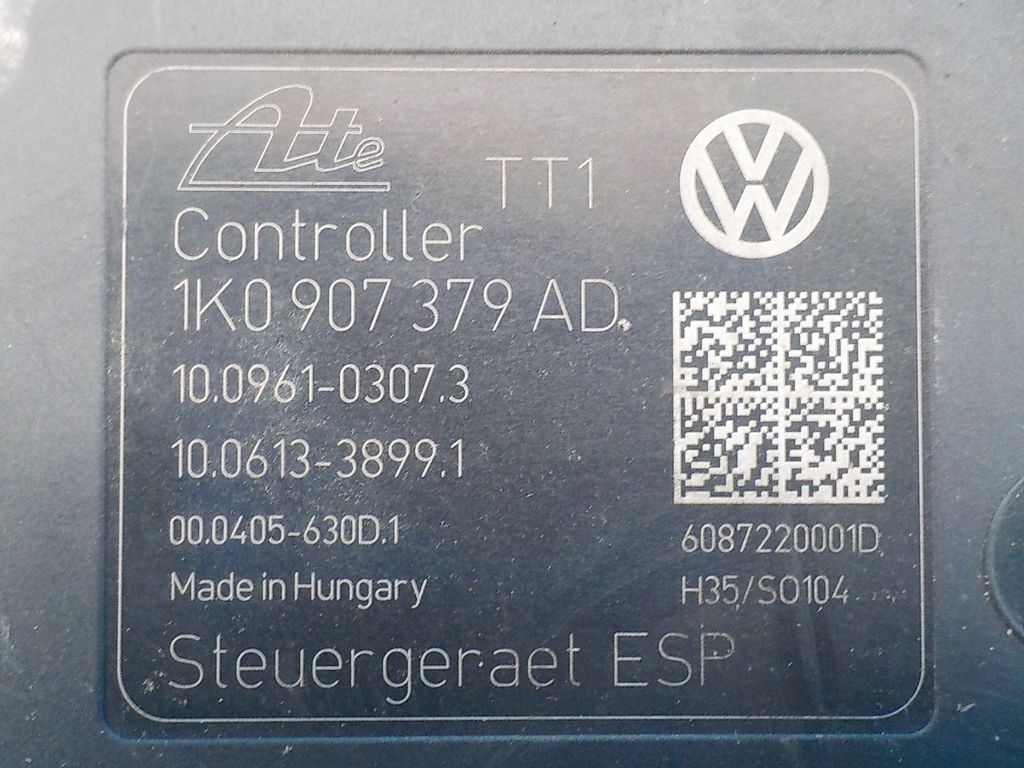 Ate
TT1
Controller
1K0 907 379 AD
10.0961-0307.3
10.0613-3899.1
00.0405-630D.1
Made in Hungary
Steuergeraet ESP
6087220001D
H35/SO104